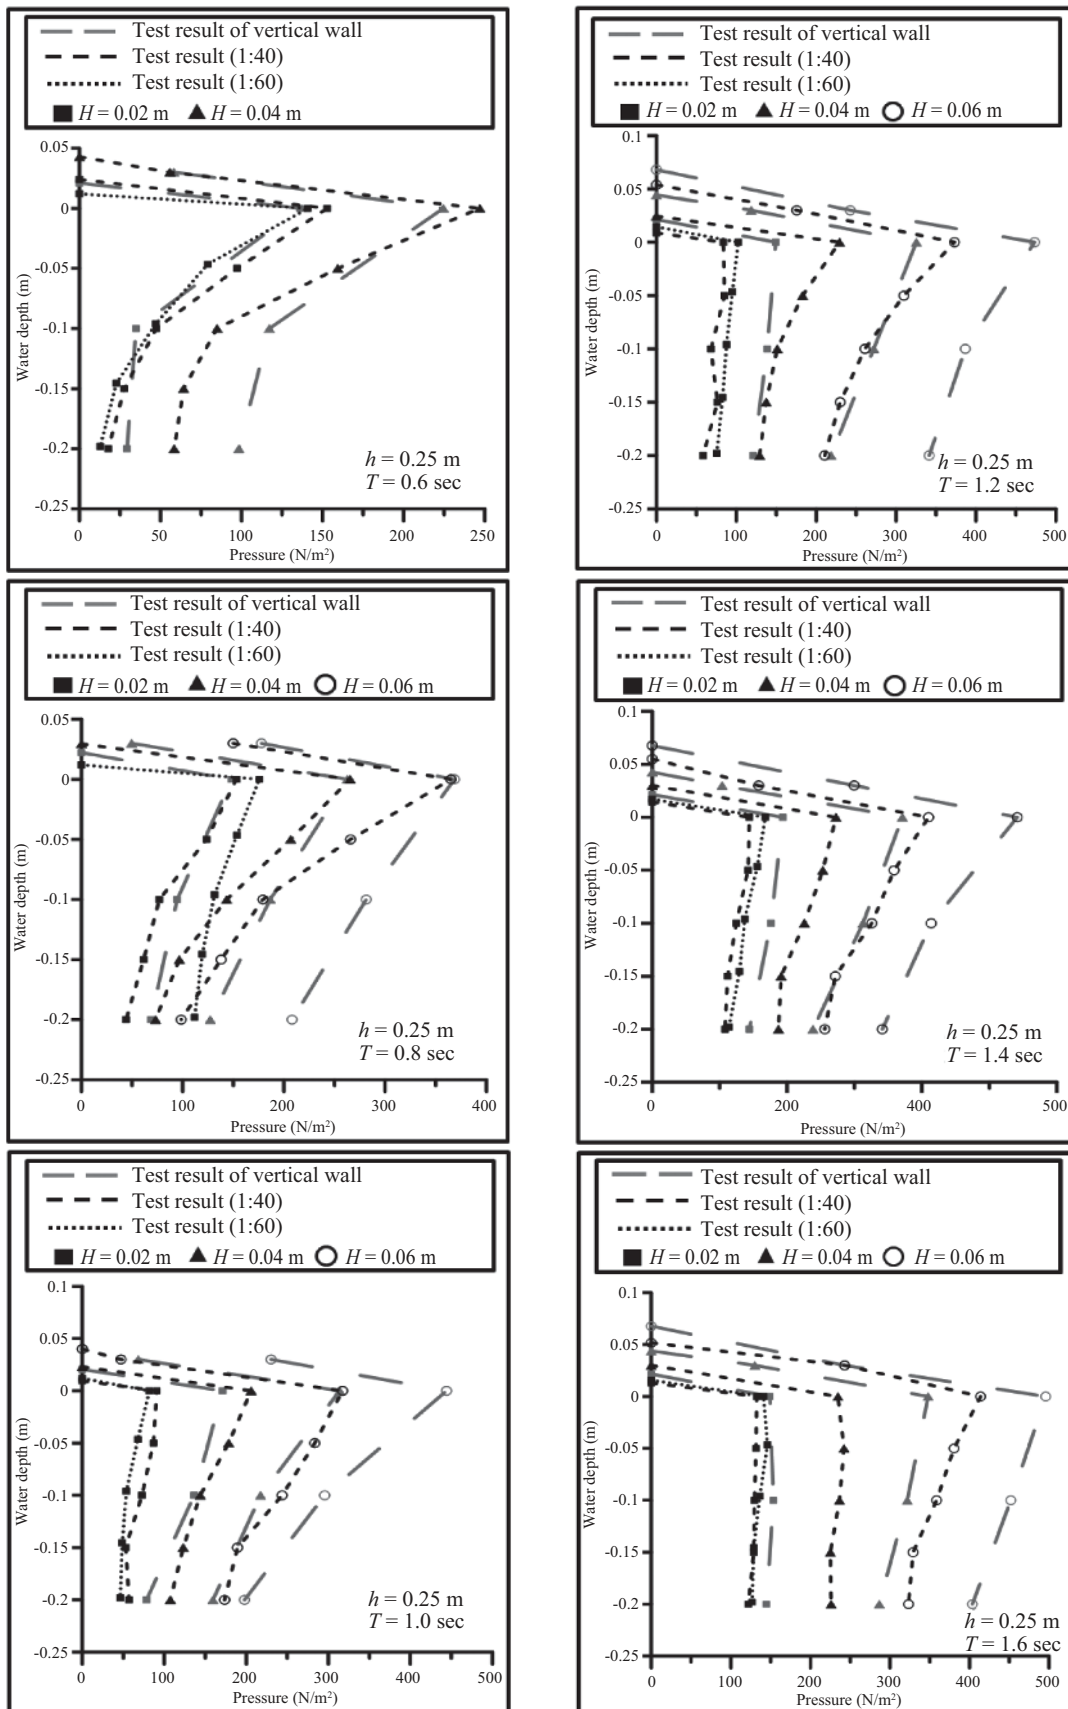 Test result of vertical wall
Test result (1:40)
Test result (1:60)
H = 0.02 m H = 0.04 m
0.05
0
-0.05
-0.1
-0.15
-0.2
-0.25
Water depth (m)
h = 0.25 m
T = 0.6 sec
0 50 100 150 200 250
Pressure (N/m²)
Test result of vertical wall
Test result (1:40)
Test result (1:60)
H = 0.02 m H = 0.04 m H = 0.06 m
0.1
0.05
0
-0.05
-0.1
-0.15
-0.2
-0.25
Water depth (m)
h = 0.25 m
T = 1.2 sec
0 100 200 300 400 500
Pressure (N/m²)
Test result of vertical wall
Test result (1:40)
Test result (1:60)
H = 0.02 m H = 0.04 m H = 0.06 m
0.05
0
-0.05
-0.1
-0.15
-0.2
-0.25
Water depth (m)
h = 0.25 m
T = 0.8 sec
0 100 200 300 400
Pressure (N/m²)
Test result of vertical wall
Test result (1:40)
Test result (1:60)
H = 0.02 m H = 0.04 m H = 0.06 m
0.1
0.05
0
-0.05
-0.1
-0.15
-0.2
-0.25
Water depth (m)
h = 0.25 m
T = 1.4 sec
0 200 400 500
Pressure (N/m²)
Test result of vertical wall
Test result (1:40)
Test result (1:60)
H = 0.02 m H = 0.04 m H = 0.06 m
0.1
0.05
0
-0.05
-0.1
-0.15
-0.2
-0.25
Water depth (m)
h = 0.25 m
T = 1.0 sec
0 100 200 300 400 500
Pressure (N/m²)
Test result of vertical wall
Test result (1:40)
Test result (1:60)
H = 0.02 m H = 0.04 m H = 0.06 m
0.1
0.05
0
-0.05
-0.1
-0.15
-0.2
-0.25
Water depth (m)
h = 0.25 m
T = 1.6 sec
0 100 200 300 400 500
Pressure (N/m²)